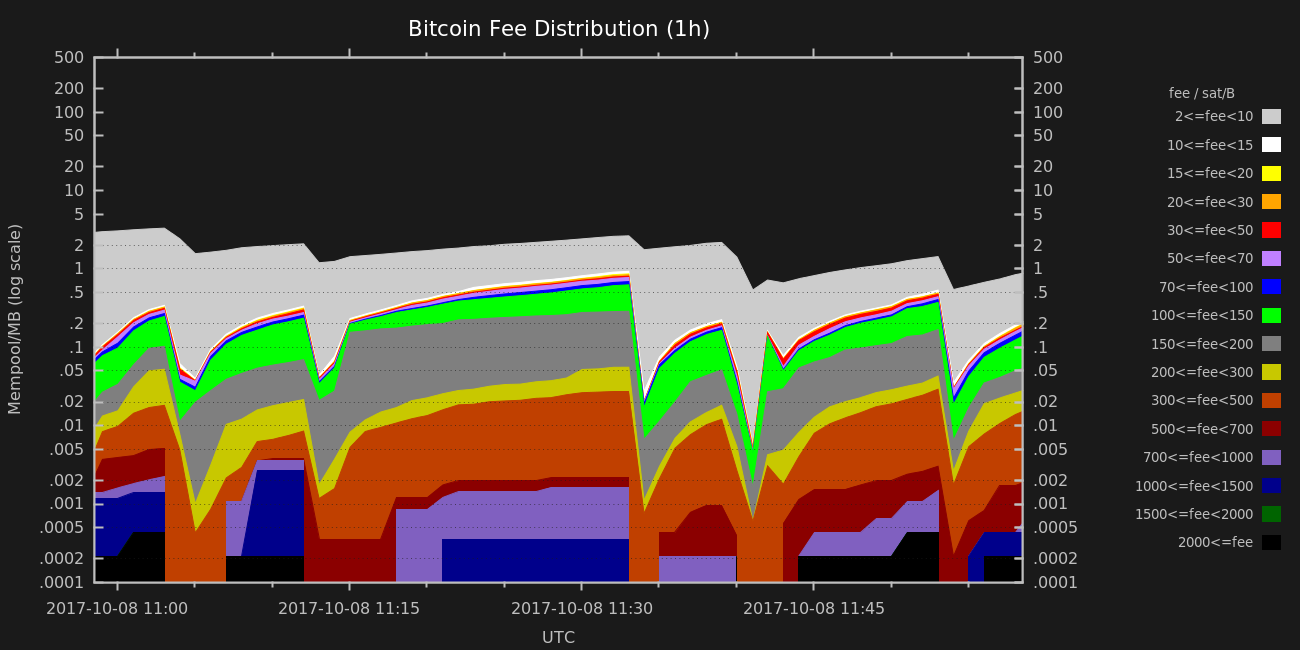 Bitcoin Fee Distribution (1h)
Mempool/MB (log scale)
500
200
100
50
20
10
5
2
1
.5
.2
.1
.05
.02
.01
.005
.002
.001
.0005
.0002
.0001
500
200
100
50
20
10
5
2
1
.5
.2
.1
.05
.02
.01
.005
.002
.001
.0005
.0002
.0001
2017-10-08 11:00 2017-10-08 11:15 2017-10-08 11:30 2017-10-08 11:45
UTC
fee / sat/B
2<=fee<10
10<=fee<15
15<=fee<20
20<=fee<30
30<=fee<50
50<=fee<70
70<=fee<100
100<=fee<150
150<=fee<200
200<=fee<300
300<=fee<500
500<=fee<700
700<=fee<1000
1000<=fee<1500
1500<=fee<2000
2000<=fee